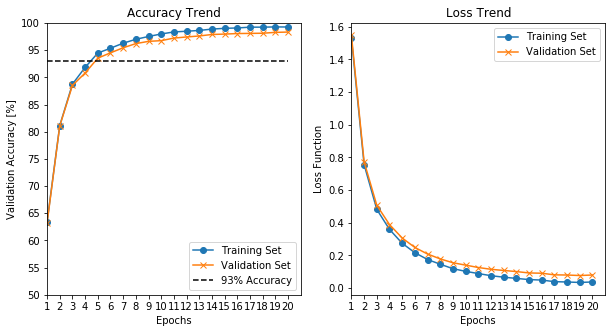 Accuracy Trend
Validation Accuracy [%]
100
95
90
85
80
75
70
65
60
55
50
Training Set
Validation Set
93% Accuracy
1 2 3 4 5 6 7 8 9 10 11 12 13 14 15 16 17 18 19 20
Epochs
Loss Trend
Loss Function
1.6
1.4
1.2
1.0
0.8
0.6
0.4
0.2
0.0
Training Set
Validation Set
1 2 3 4 5 6 7 8 9 10 11 12 13 14 15 16 17 18 19 20
Epochs